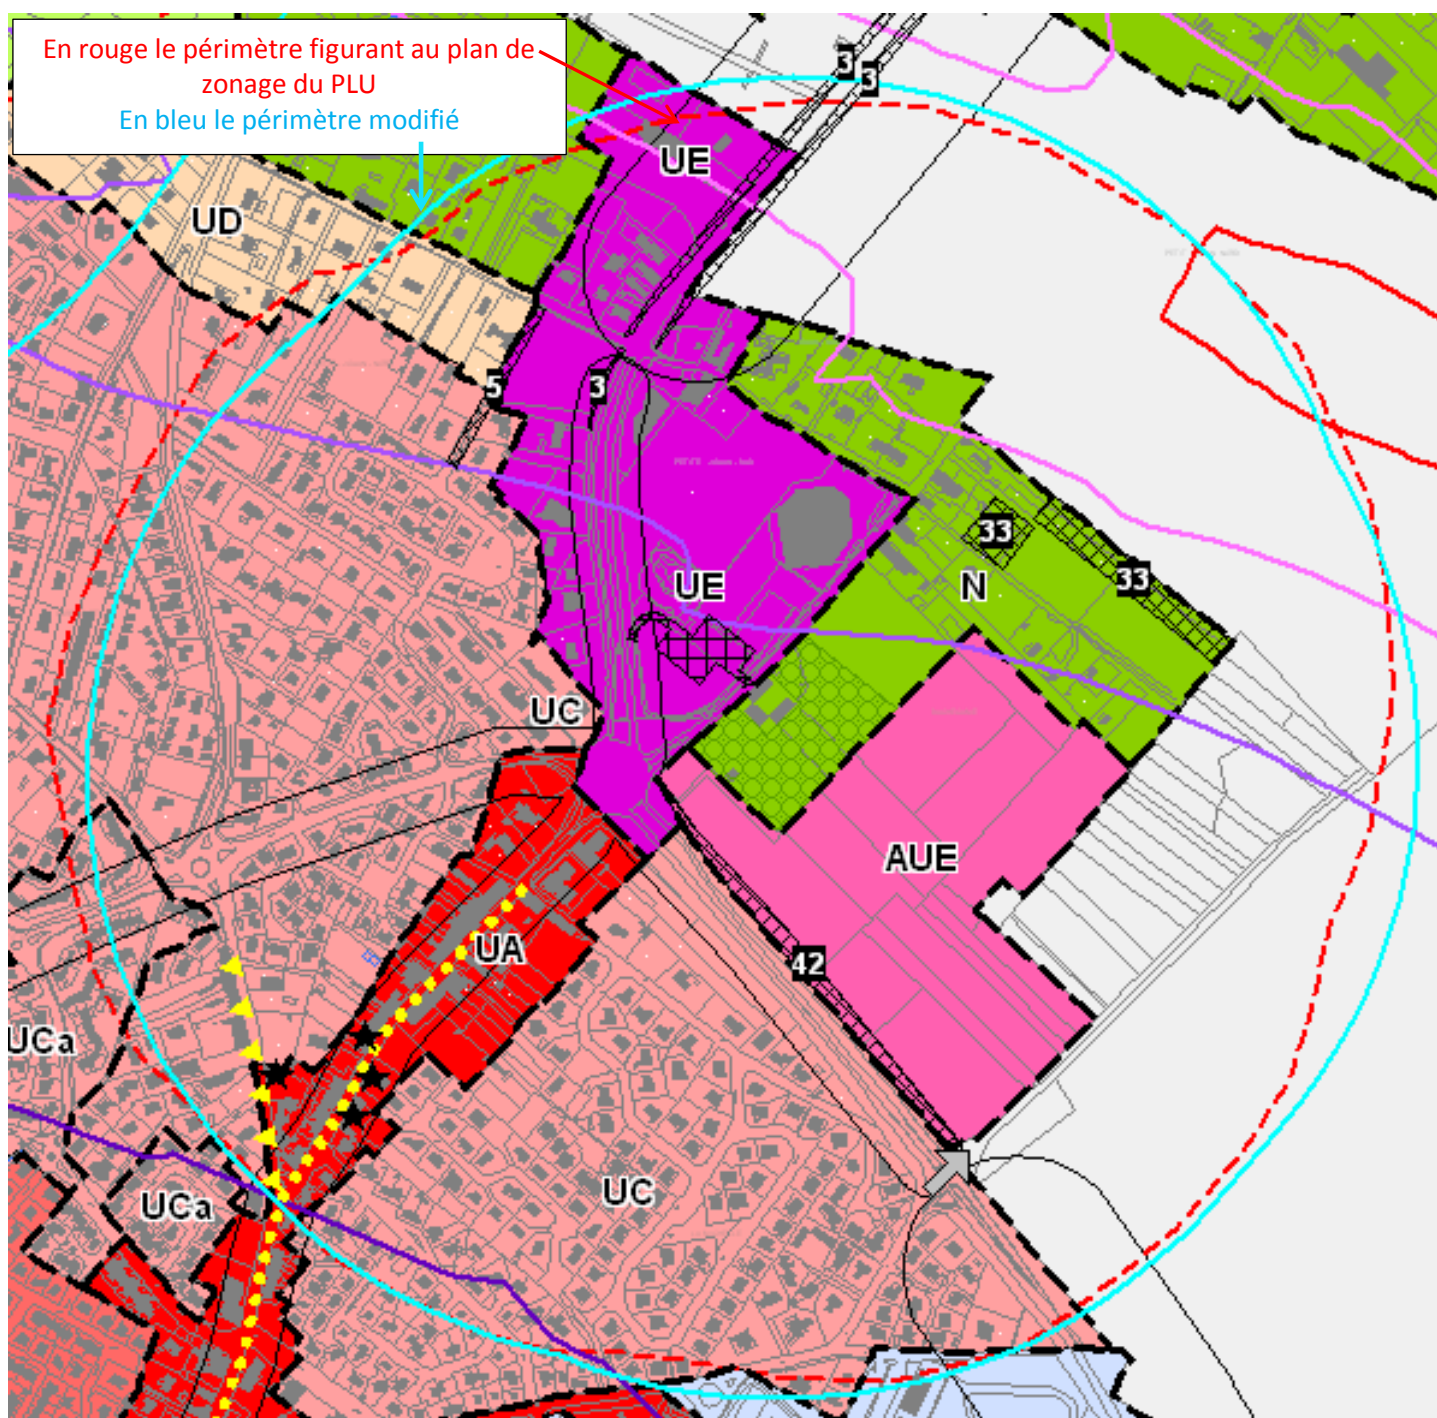 En rouge le périmètre figurant au plan de
zonage du PLU
En bleu le périmètre modifié
3
3
UE
UD
5
3
33
33
UE
N
UC
AUE
UA
42
UCa
UC
UCa